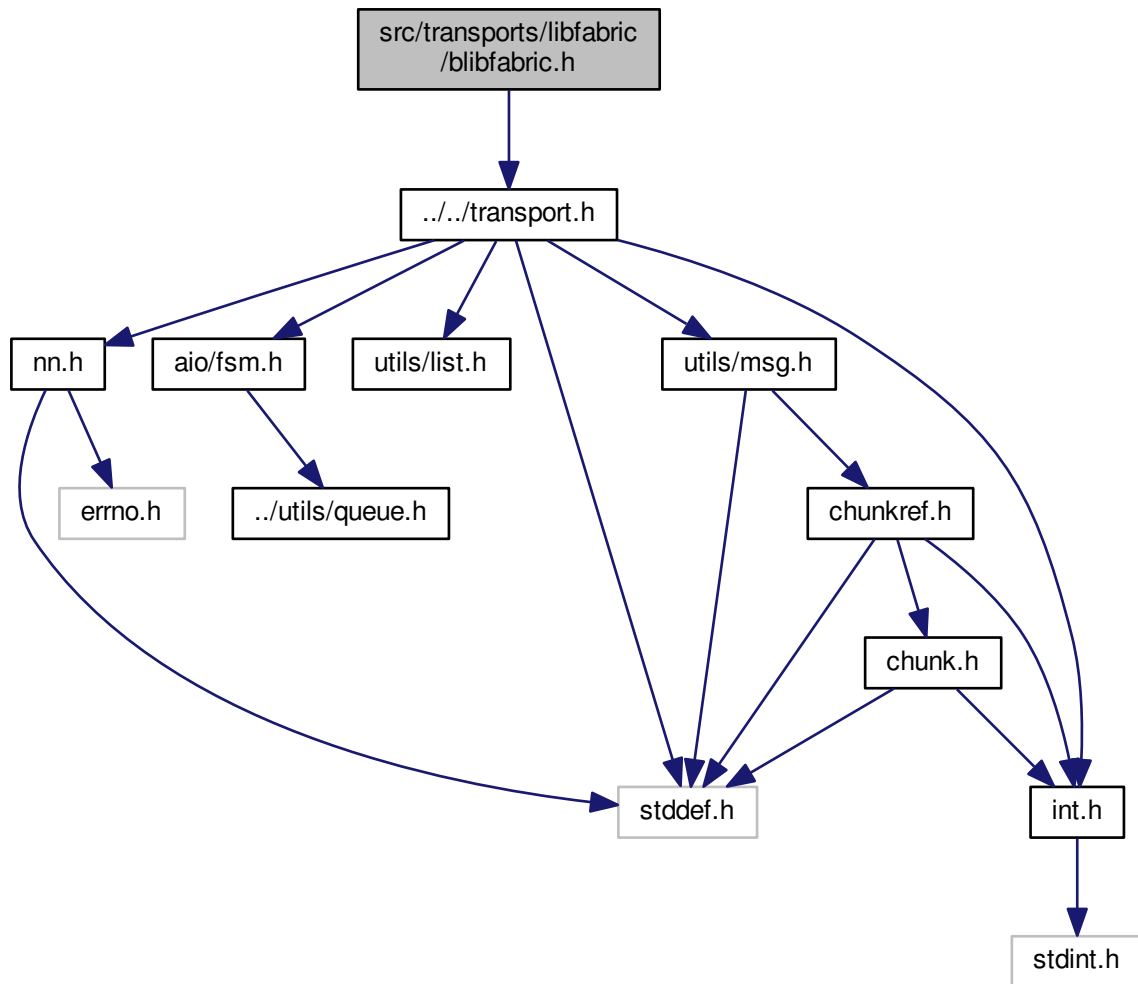 src/transports/libfabric
/blibfabric.h
../../transport.h
nn.h
aio/fsm.h
utils/list.h
utils/msg.h
errno.h
../utils/queue.h
chunkref.h
chunk.h
stddef.h
int.h
stdint.h